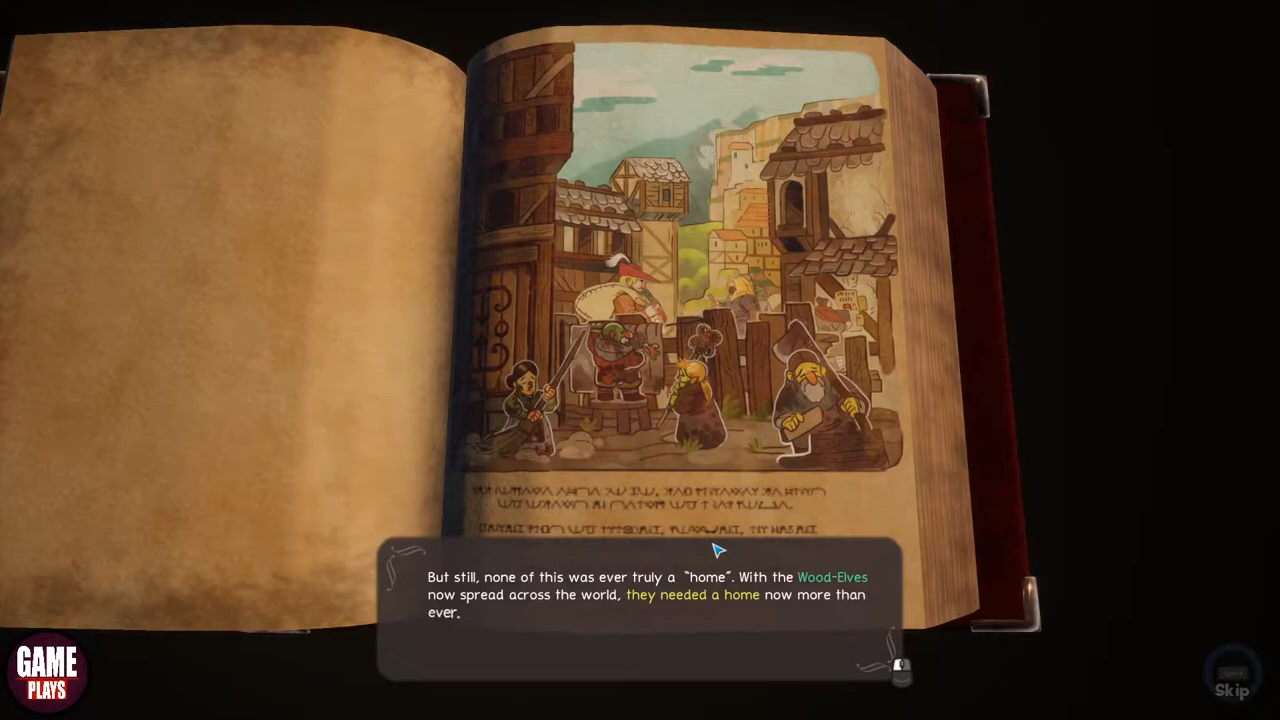 But still, none of this was ever truly a "home". With the Wood-Elves
now spread across the world, they needed a home now more than
ever.
GAME
PLAYS
Space
Skip